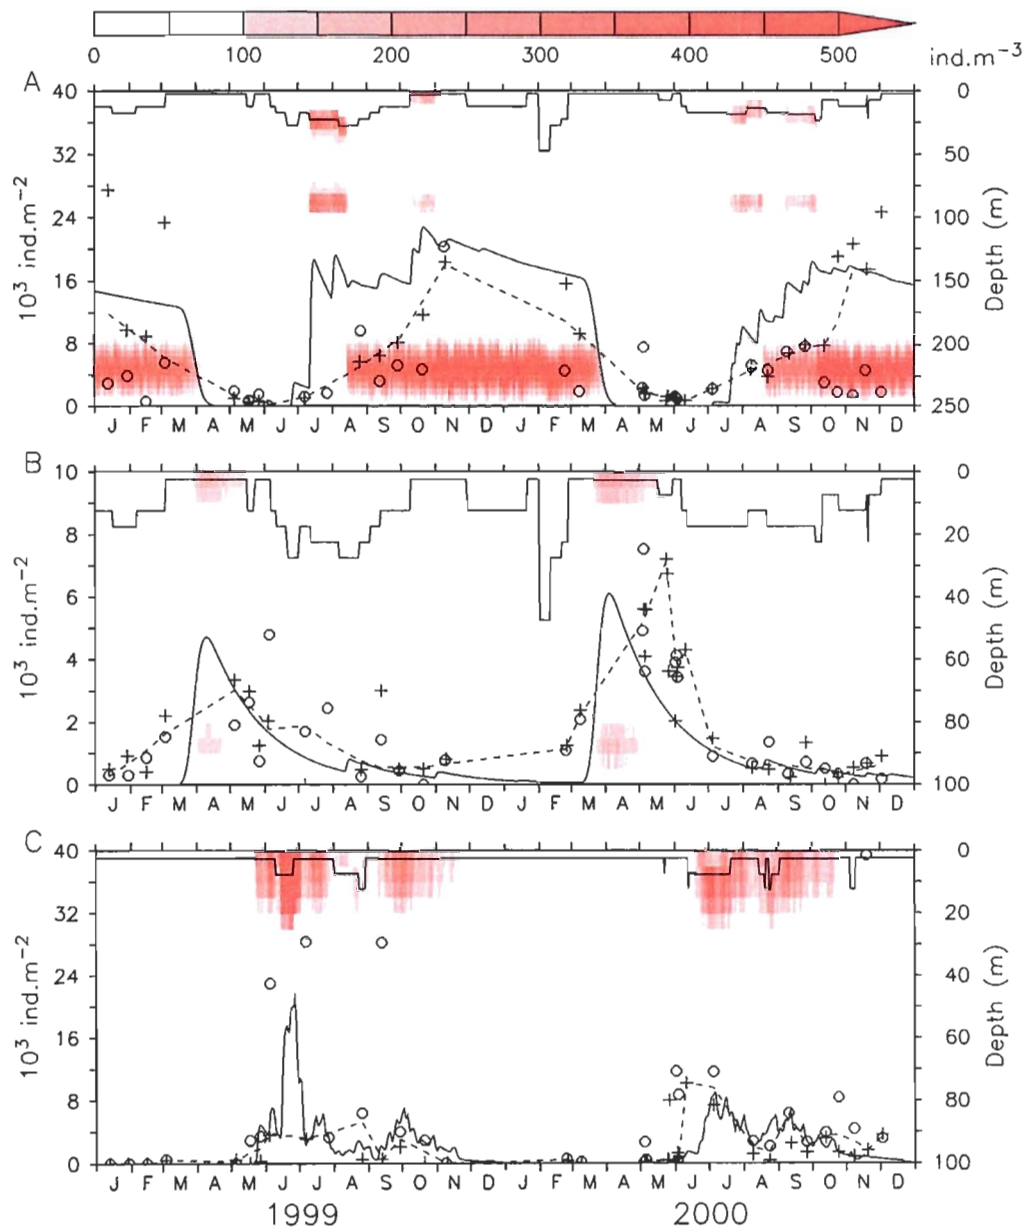 0 100 200 300 400 500 ind.m⁻³
A
40 0
32 50
24 100
16 150
8 200
0 250
10³ ind.m⁻²
Depth (m)
J F M A M J J A S O N D J F M A M J J A S O N D
B
10 0
8 20
6 40
4 60
2 80
0 100
10³ ind.m⁻²
Depth (m)
J F M A M J J A S O N D J F M A M J J A S O N D
C
40 0
32 20
24 40
16 60
8 80
0 100
10³ ind.m⁻²
Depth (m)
J F M A M J J A S O N D J F M A M J J A S O N D
1999 2000